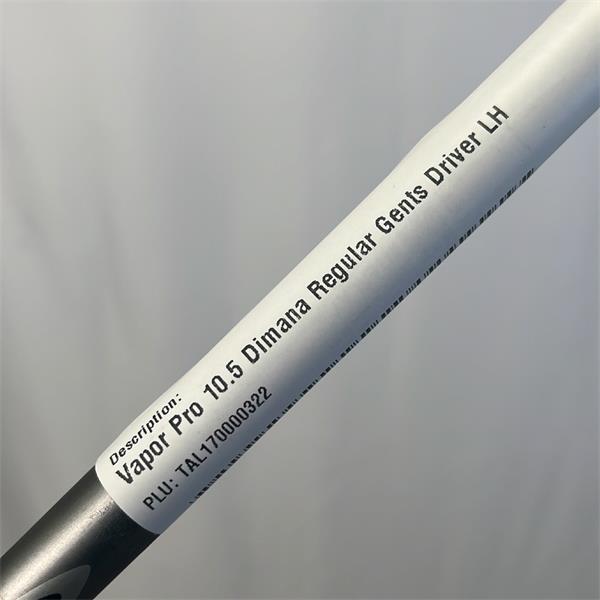 Description:
Vapor Pro 10.5 Dimana Regular Gents Driver LH
PLU: TAL170000322